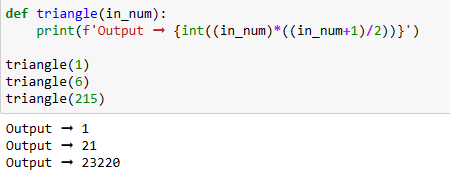 def triangle(in_num):
    print(f'Output → {int((in_num)*((in_num+1)/2))}')
triangle(1)
triangle(6)
triangle(215)
Output → 1
Output → 21
Output → 23220